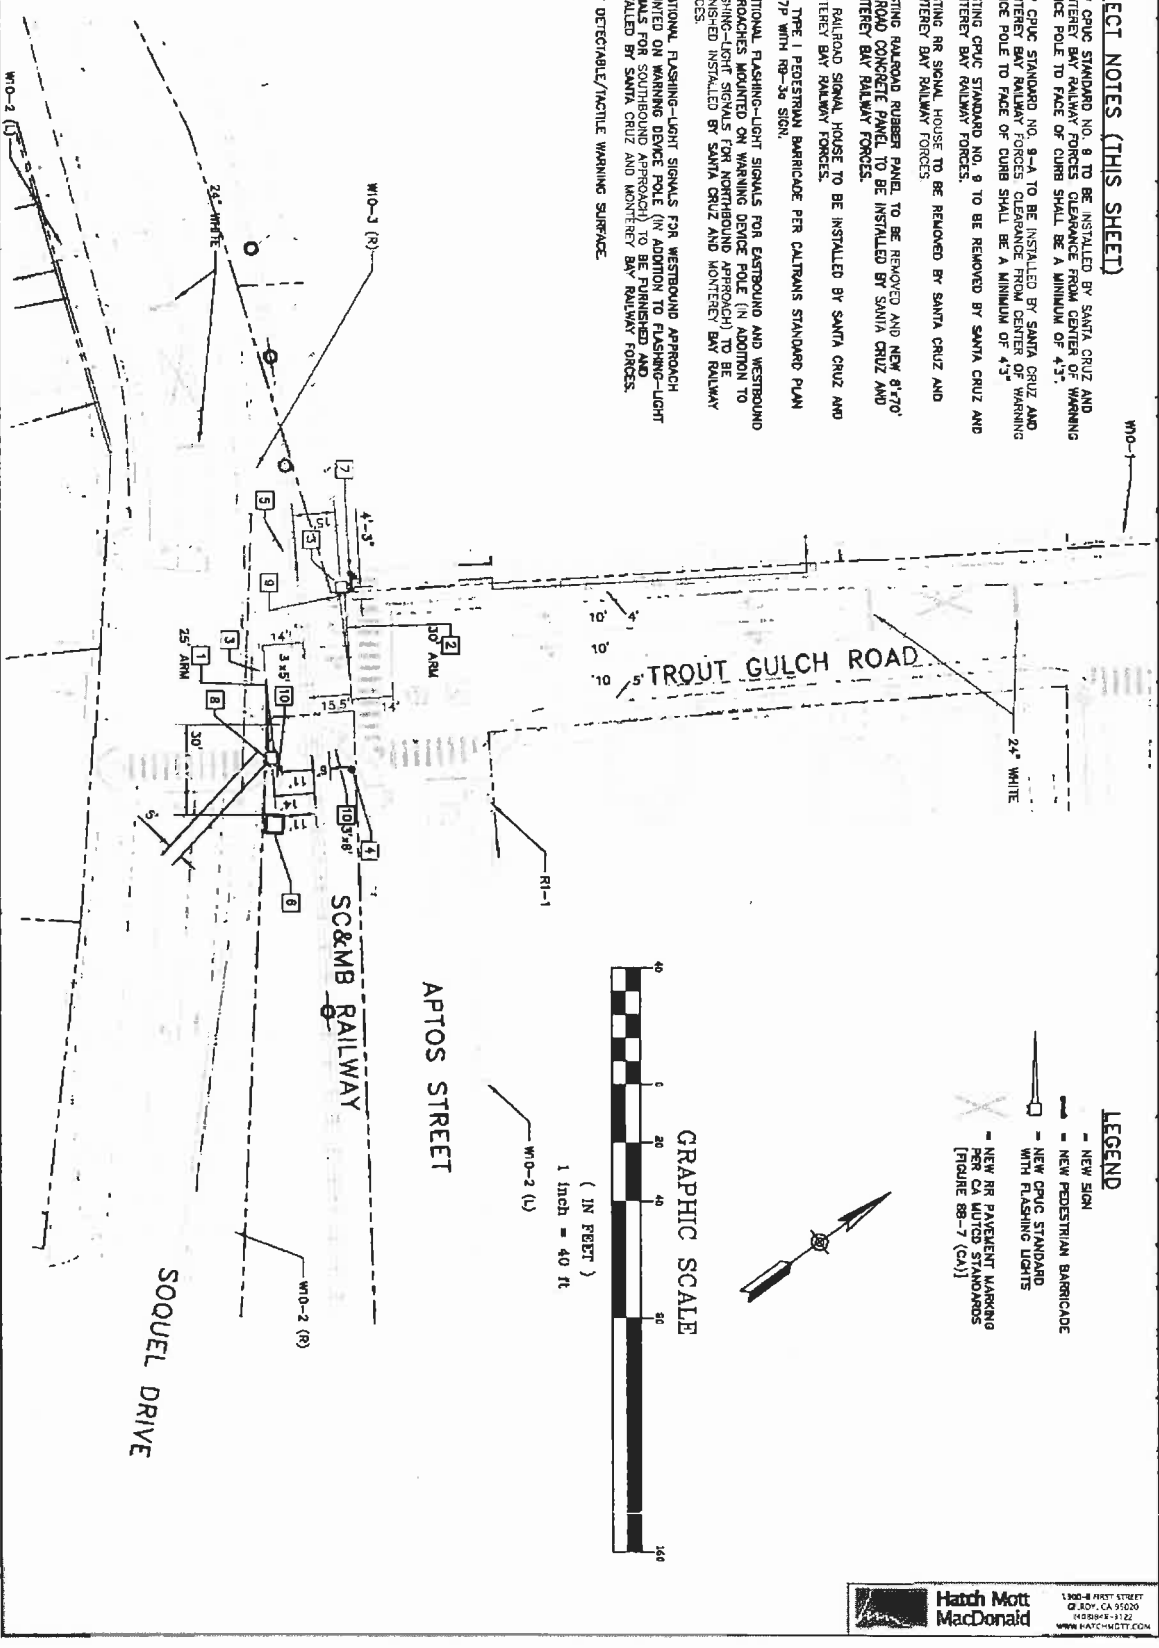 ECT NOTES (THIS SHEET)
CPUC STANDARD NO. 9 TO BE INSTALLED BY SANTA CRUZ AND
TEREY BAY RAILWAY FORCES. CLEARANCE FROM CENTER OF WARNING
ICE POLE TO FACE OF CURB SHALL BE A MINIMUM OF 4'3".
CPUC STANDARD NO. 9-A TO BE INSTALLED BY SANTA CRUZ AND
TEREY BAY RAILWAY FORCES. CLEARANCE FROM CENTER OF WARNING
ICE POLE TO FACE OF CURB SHALL BE A MINIMUM OF 4'3"
TING CPUC STANDARD NO. 9 TO BE REMOVED BY SANTA CRUZ AND
TEREY BAY RAILWAY FORCES.
TING RR SIGNAL HOUSE TO BE REMOVED BY SANTA CRUZ AND
TEREY BAY RAILWAY FORCES
TING RAILROAD RUBBER PANEL TO BE REMOVED AND NEW 8'x70'
ROAD CONCRETE PANEL TO BE INSTALLED BY SANTA CRUZ AND
TEREY BAY RAILWAY FORCES.
RAILROAD SIGNAL HOUSE TO BE INSTALLED BY SANTA CRUZ AND
TEREY BAY RAILWAY FORCES.
TYPE I PEDESTRIAN BARRICADE PER CALTRANS STANDARD PLAN
7P WITH R9-3a SIGN.
ITIONAL FLASHING-LIGHT SIGNALS FOR EASTBOUND AND WESTBOUND
ROACHES MOUNTED ON WARNING DEVICE POLE (IN ADDITION TO
SHING-LIGHT SIGNALS FOR NORTHBOUND APPROACH) TO BE
NISHED INSTALLED BY SANTA CRUZ AND MONTEREY BAY RAILWAY
CES.
ITIONAL FLASHING-LIGHT SIGNALS FOR WESTBOUND APPROACH
NTED ON WARNING DEVICE POLE (IN ADDITION TO FLASHING-LIGHT
ALS FOR SOUTHBOUND APPROACH) TO BE FURNISHED AND
ALLED BY SANTA CRUZ AND MONTEREY BAY RAILWAY FORCES.
DETECTABLE/TACTILE WARNING SURFACE.
W10-1
W10-3 (R)
24" WHITE
W10-2 (L)
24" WHITE
TROUT GULCH ROAD
4'
10'
10'
10
5'
R1-1
7
4'-3"
15'
3
5
9
2
30' ARM
14'
3
3 x5'
1
25' ARM
8
10
15.5'
14'
30'
11'
14'
11'
6'
10
3'x8'
4
5'
6
SC&MB RAILWAY
APTOS STREET
SOQUEL DRIVE
W10-2 (L)
W10-2 (R)
LEGEND
= NEW SIGN
= NEW PEDESTRIAN BARRICADE
= NEW CPUC STANDARD
WITH FLASHING LIGHTS
= NEW RR PAVEMENT MARKING
PER CA MUTCD STANDARDS
[FIGURE 8B-7 (CA)]
GRAPHIC SCALE
40
0
20
40
80
160
( IN FEET )
1 inch = 40 ft
Hatch Mott
MacDonald
1300-B FIRST STREET
GILROY, CA 95020
WWW.HATCHMOTT.COM